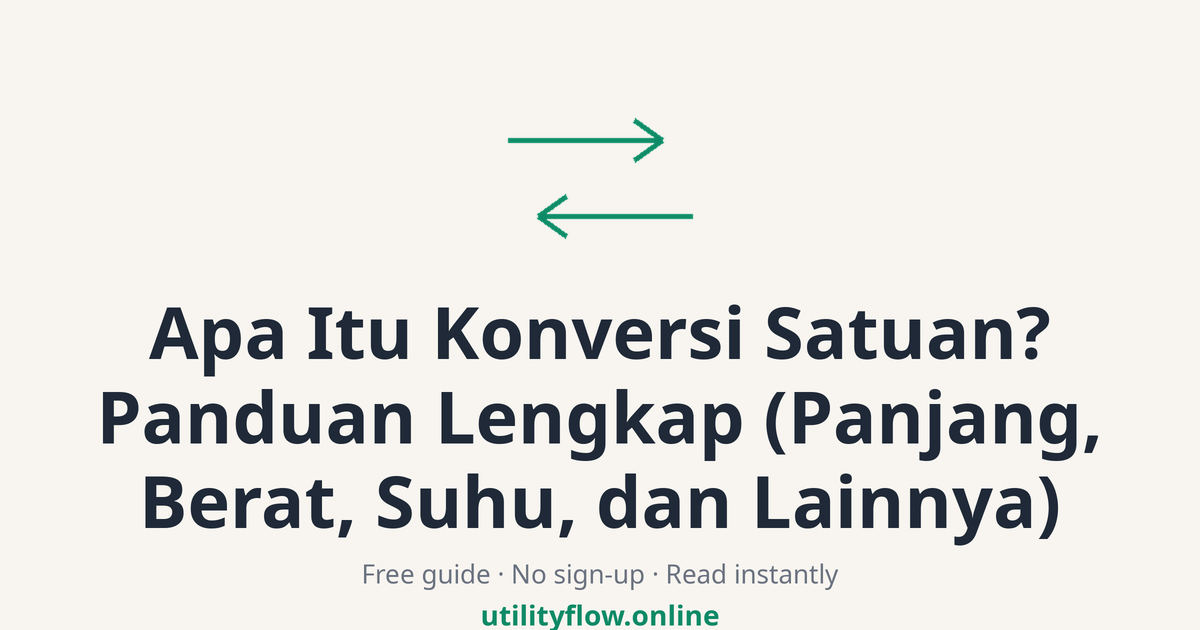 Apa Itu Konversi Satuan?
Panduan Lengkap (Panjang,
Berat, Suhu, dan Lainnya)
Free guide · No sign-up · Read instantly
utilityflow.online